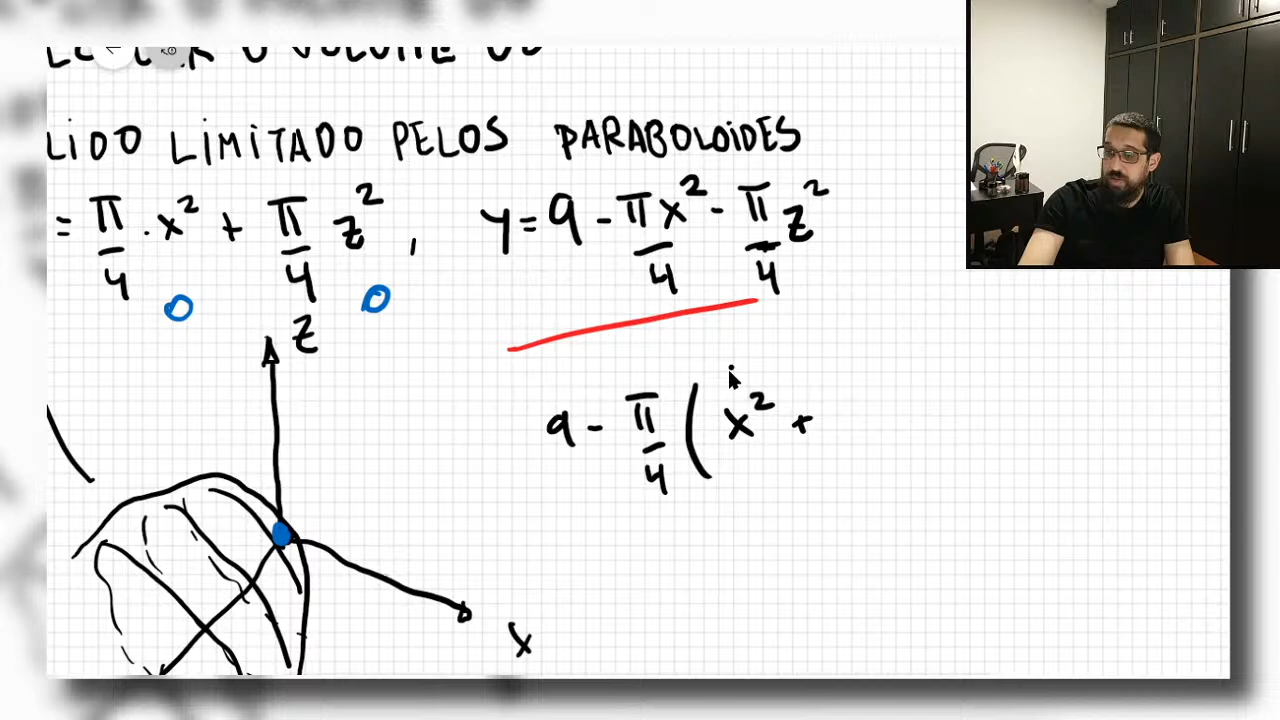 LIDO LIMITADO PELOS PARABOLOIDES
= π/4 · x² + π/4 z² , y = 9 - π/4 x² - π/4 z²
z
9 - π/4 ( x² +
x